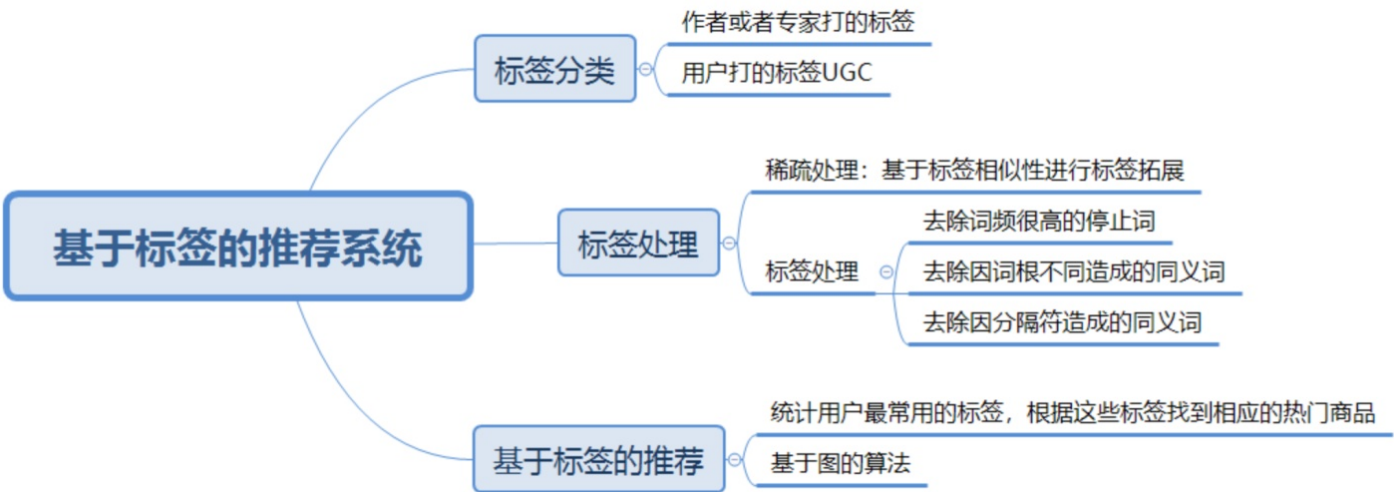 基于标签的推荐系统
标签分类
作者或者专家打的标签
用户打的标签UGC
标签处理
稀疏处理：基于标签相似性进行标签拓展
标签处理
去除词频很高的停止词
去除因词根不同造成的同义词
去除因分隔符造成的同义词
基于标签的推荐
统计用户最常用的标签，根据这些标签找到相应的热门商品
基于图的算法